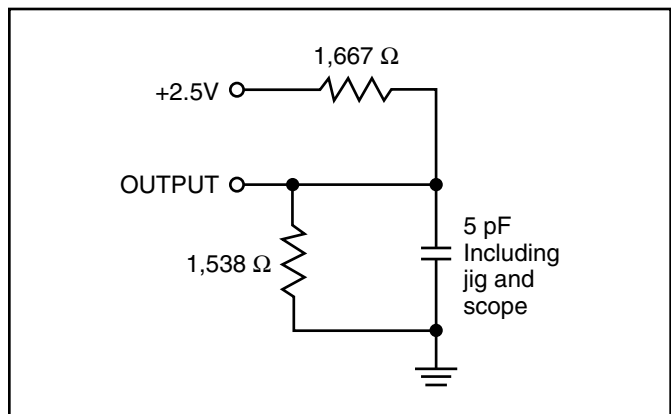 1,667 Ω
+2.5V
OUTPUT
1,538 Ω
5 pF
Including
jig and
scope